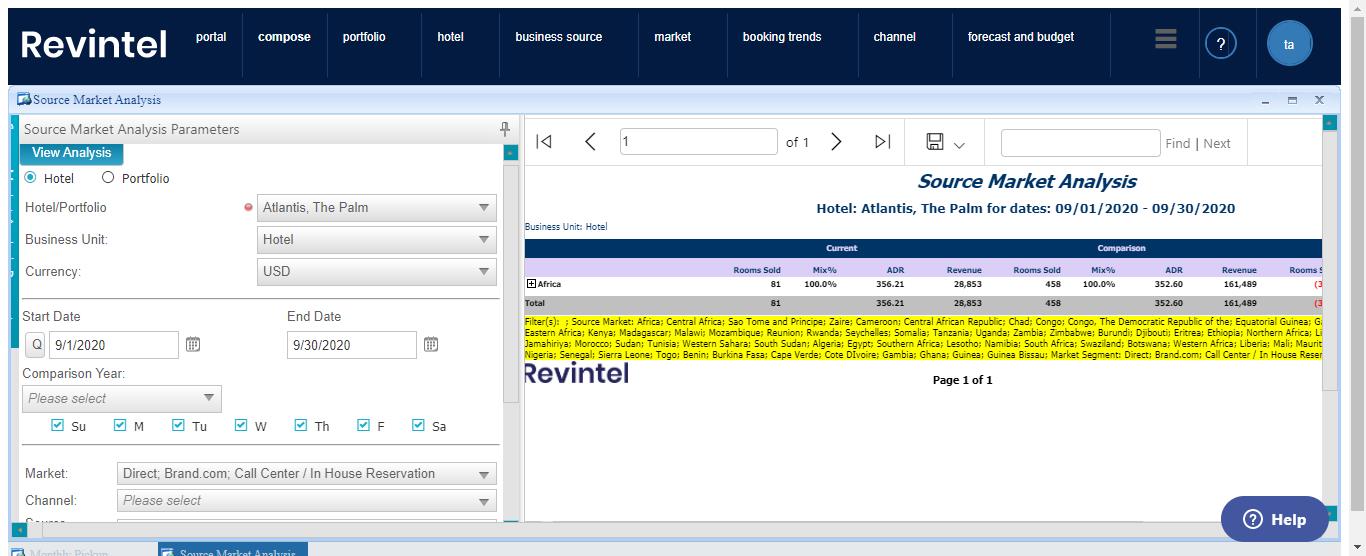 Revintel
portal
compose
portfolio
hotel
business source
market
booking trends
channel
forecast and budget
?
ta
Source Market Analysis
Source Market Analysis Parameters
View Analysis
Hotel
Portfolio
Hotel/Portfolio
Atlantis, The Palm
Business Unit:
Hotel
Currency:
USD
Start Date
End Date
Q
9/1/2020
9/30/2020
Comparison Year:
Please select
Su M Tu W Th F Sa
Market:
Direct; Brand.com; Call Center / In House Reservation
Channel:
Please select
1
of 1
Find | Next
Source Market Analysis
Hotel: Atlantis, The Palm for dates: 09/01/2020 - 09/30/2020
Business Unit: Hotel
Current Comparison
Rooms Sold Mix% ADR Revenue Rooms Sold Mix% ADR Revenue Rooms S
Africa 81 100.0% 356.21 28,853 458 100.0% 352.60 161,489 (3
Total 81 356.21 28,853 458 352.60 161,489 (3
Filter(s): ; Source Market: Africa; Central Africa; Sao Tome and Principe; Zaire; Cameroon; Central African Republic; Chad; Congo; Congo, The Democratic Republic of the; Equatorial Guinea; Ga
Eastern Africa; Kenya; Madagascar; Malawi; Mozambique; Reunion; Rwanda; Seychelles; Somalia; Tanzania; Uganda; Zambia; Zimbabwe; Burundi; Djibouti; Eritrea; Ethiopia; Northern Africa; Li
Jamahiriya; Morocco; Sudan; Tunisia; Western Sahara; South Sudan; Algeria; Egypt; Southern Africa; Lesotho; Namibia; South Africa; Swaziland; Botswana; Western Africa; Liberia; Mali; Maurit
Nigeria; Senegal; Sierra Leone; Togo; Benin; Burkina Fasa; Cape Verde; Cote DIvoire; Gambia; Ghana; Guinea; Guinea Bissau; Market Segment: Direct; Brand.com; Call Center / In House Reser
Revintel
Page 1 of 1
? Help
Monthly Pickup
Source Market Analysis